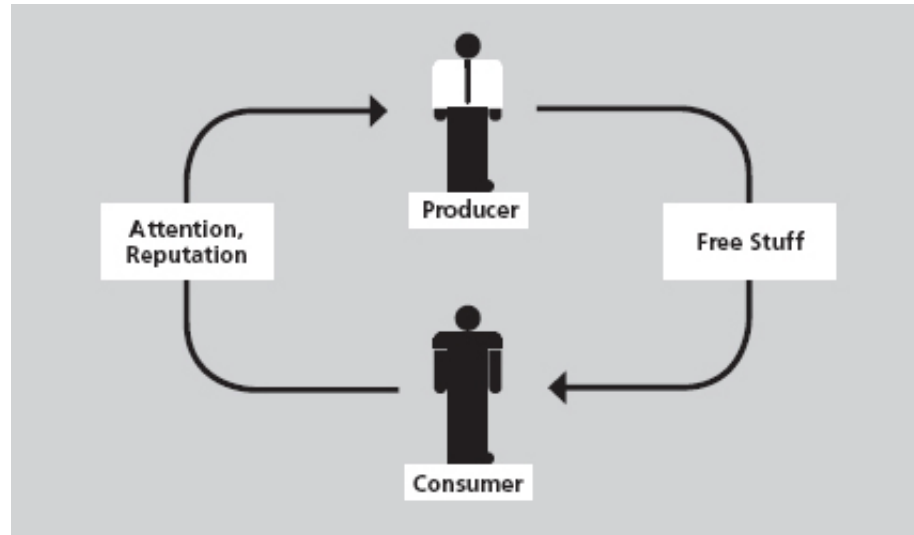 Producer
Attention,
Reputation
Free Stuff
Consumer